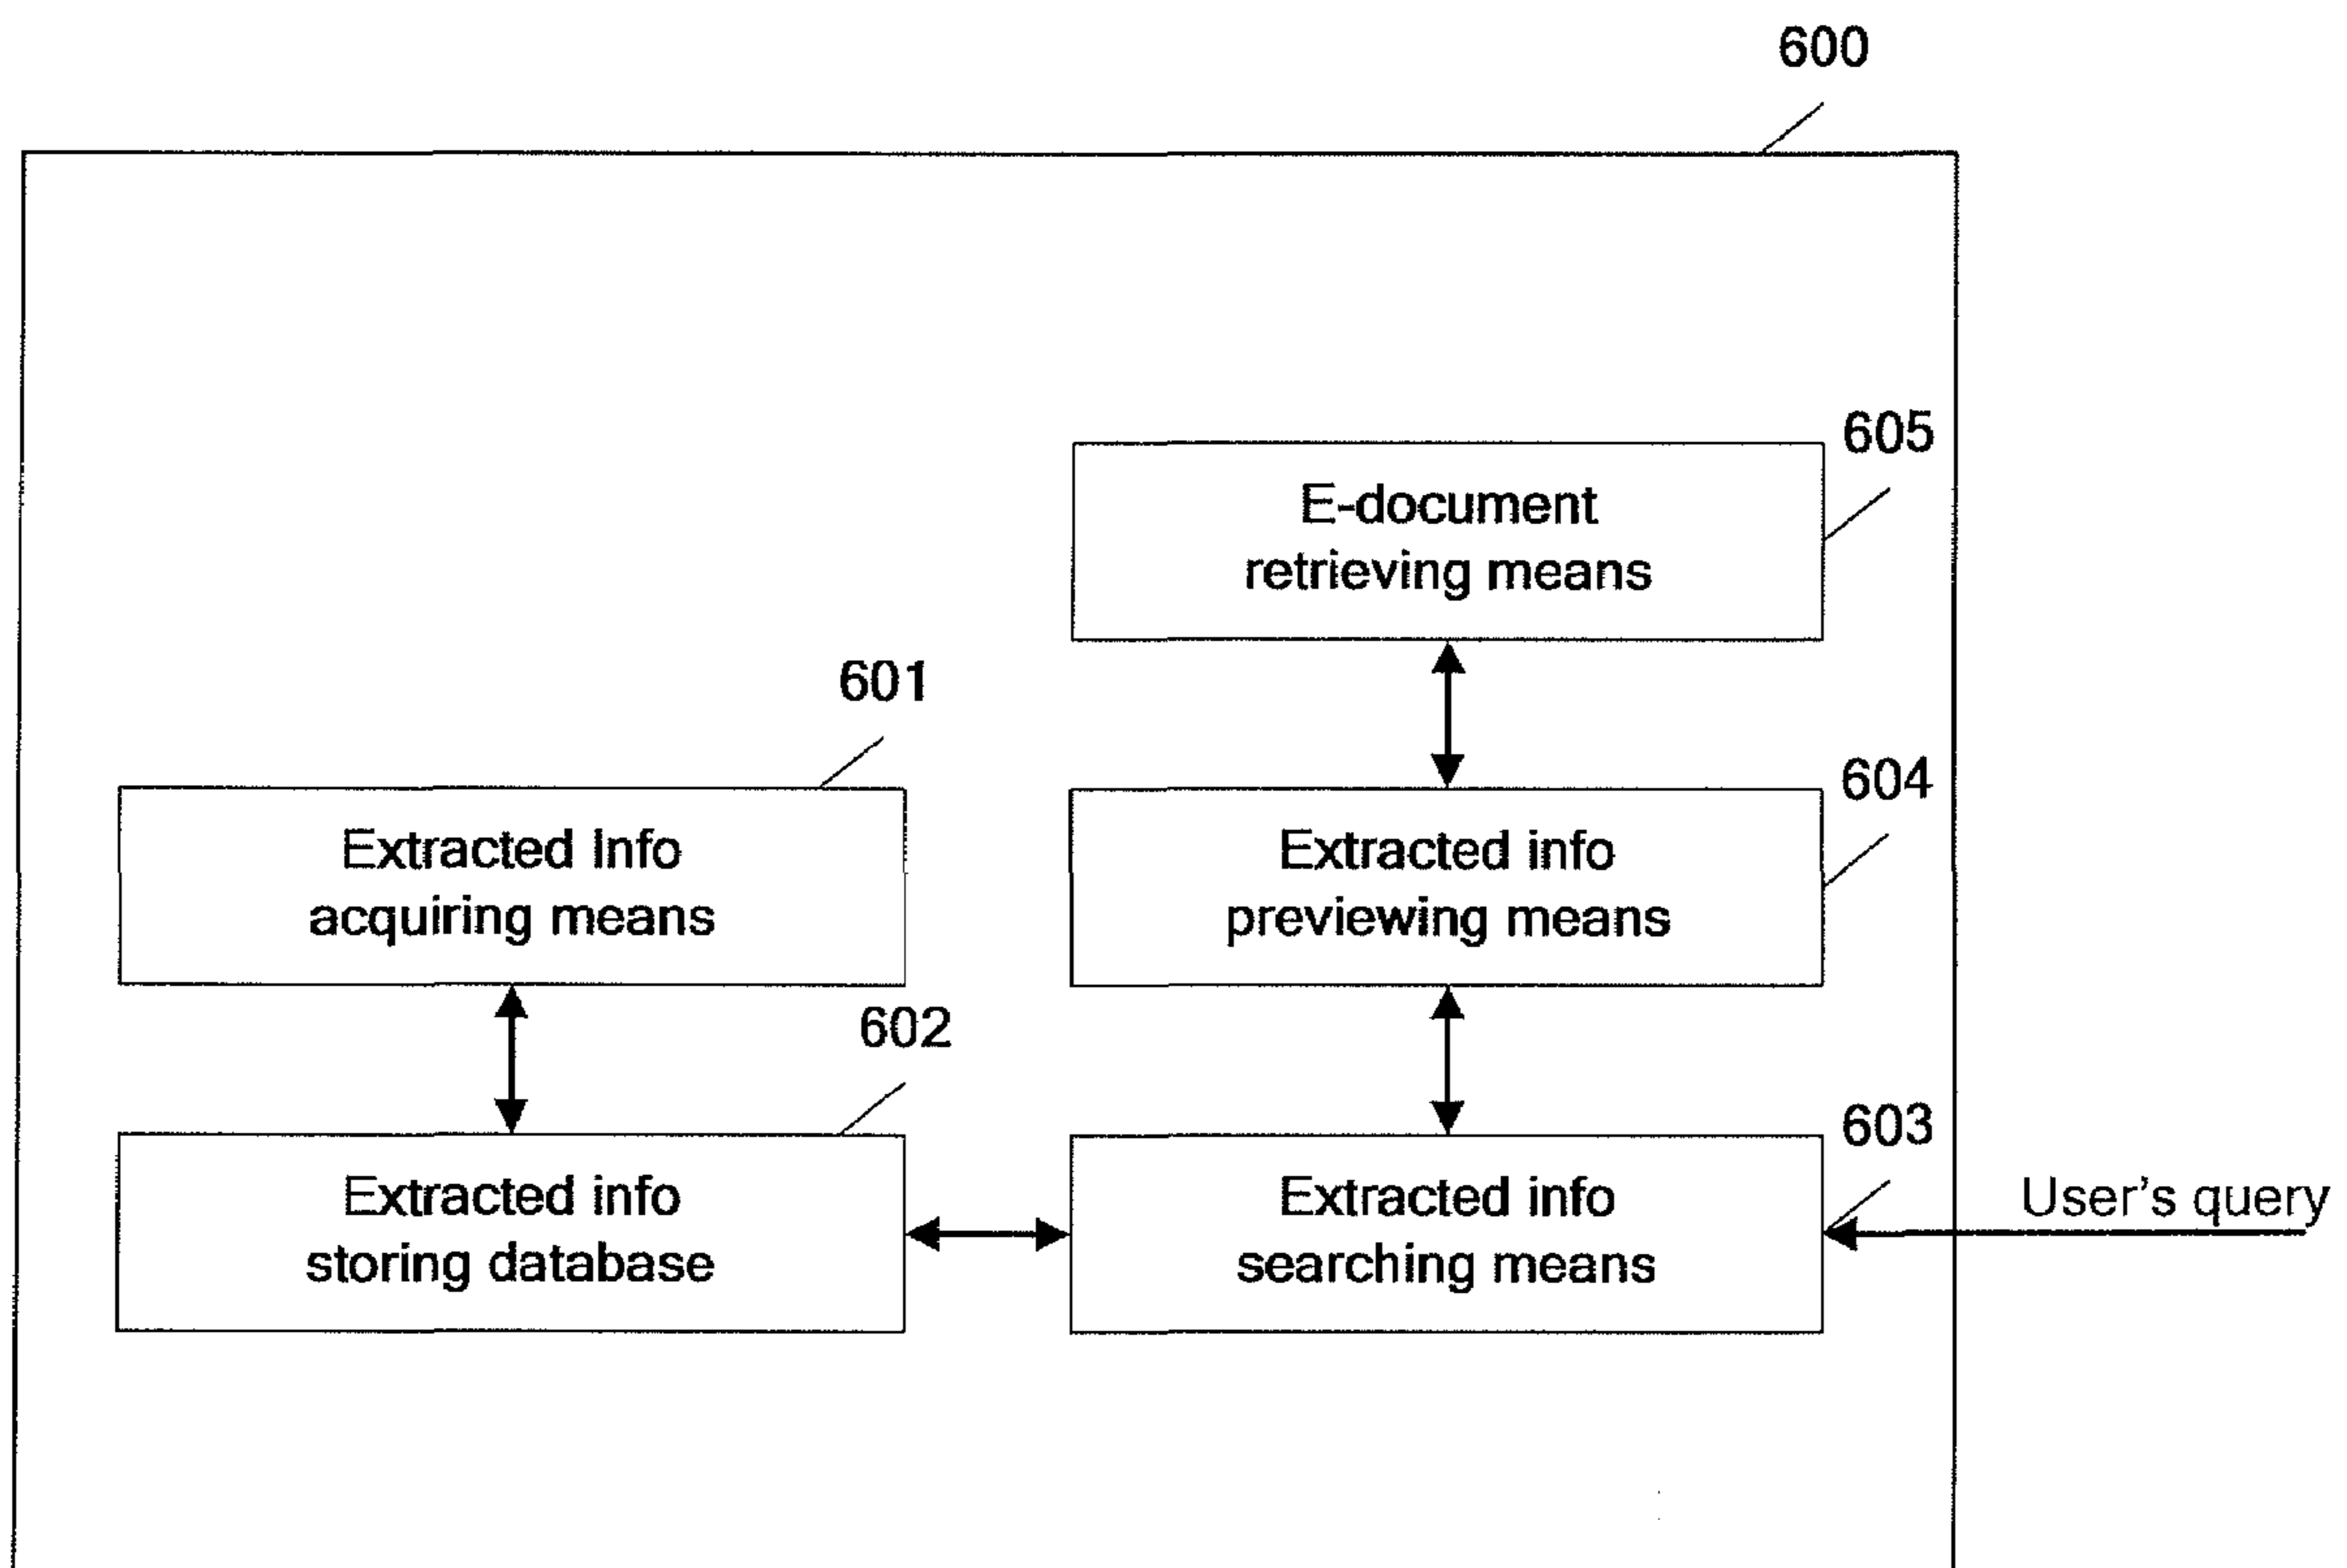 600
605
E-document
retrieving means
601
604
Extracted Info
acquiring means
Extracted info
previewing means
602
603
Extracted info
storing database
Extracted info
searching means
User's query